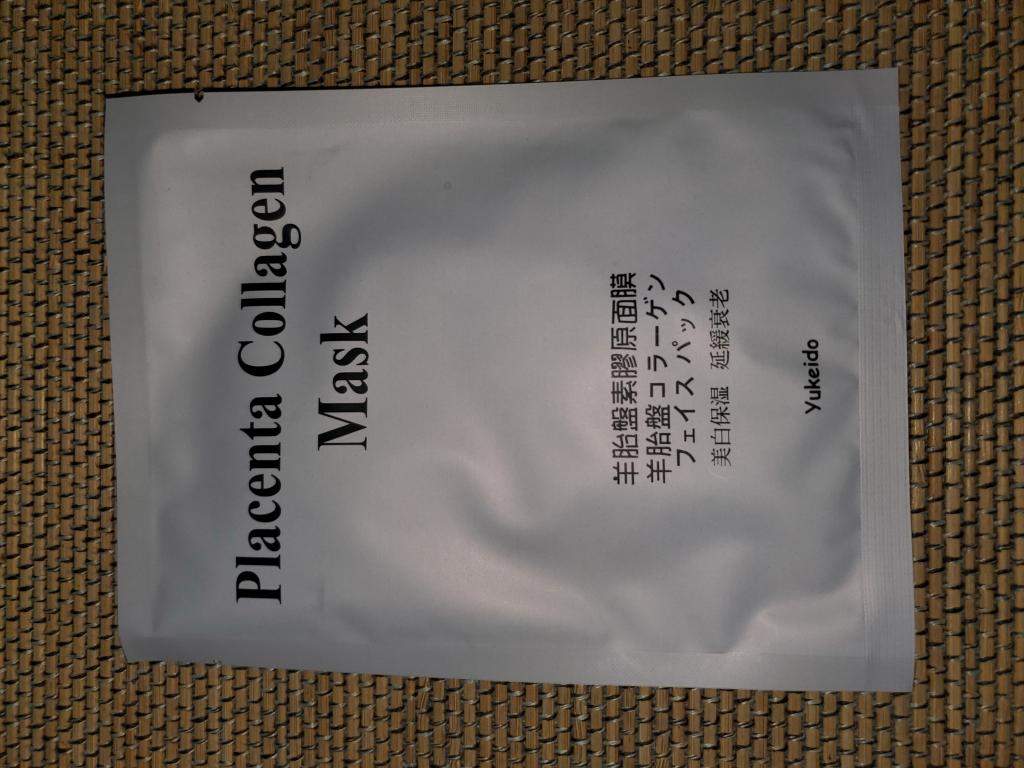 Placenta Collagen
Mask
羊胎盤素膠原面膜
羊胎盤コラーゲン
フェイスパック
美白保湿 延緩衰老
Yukeido